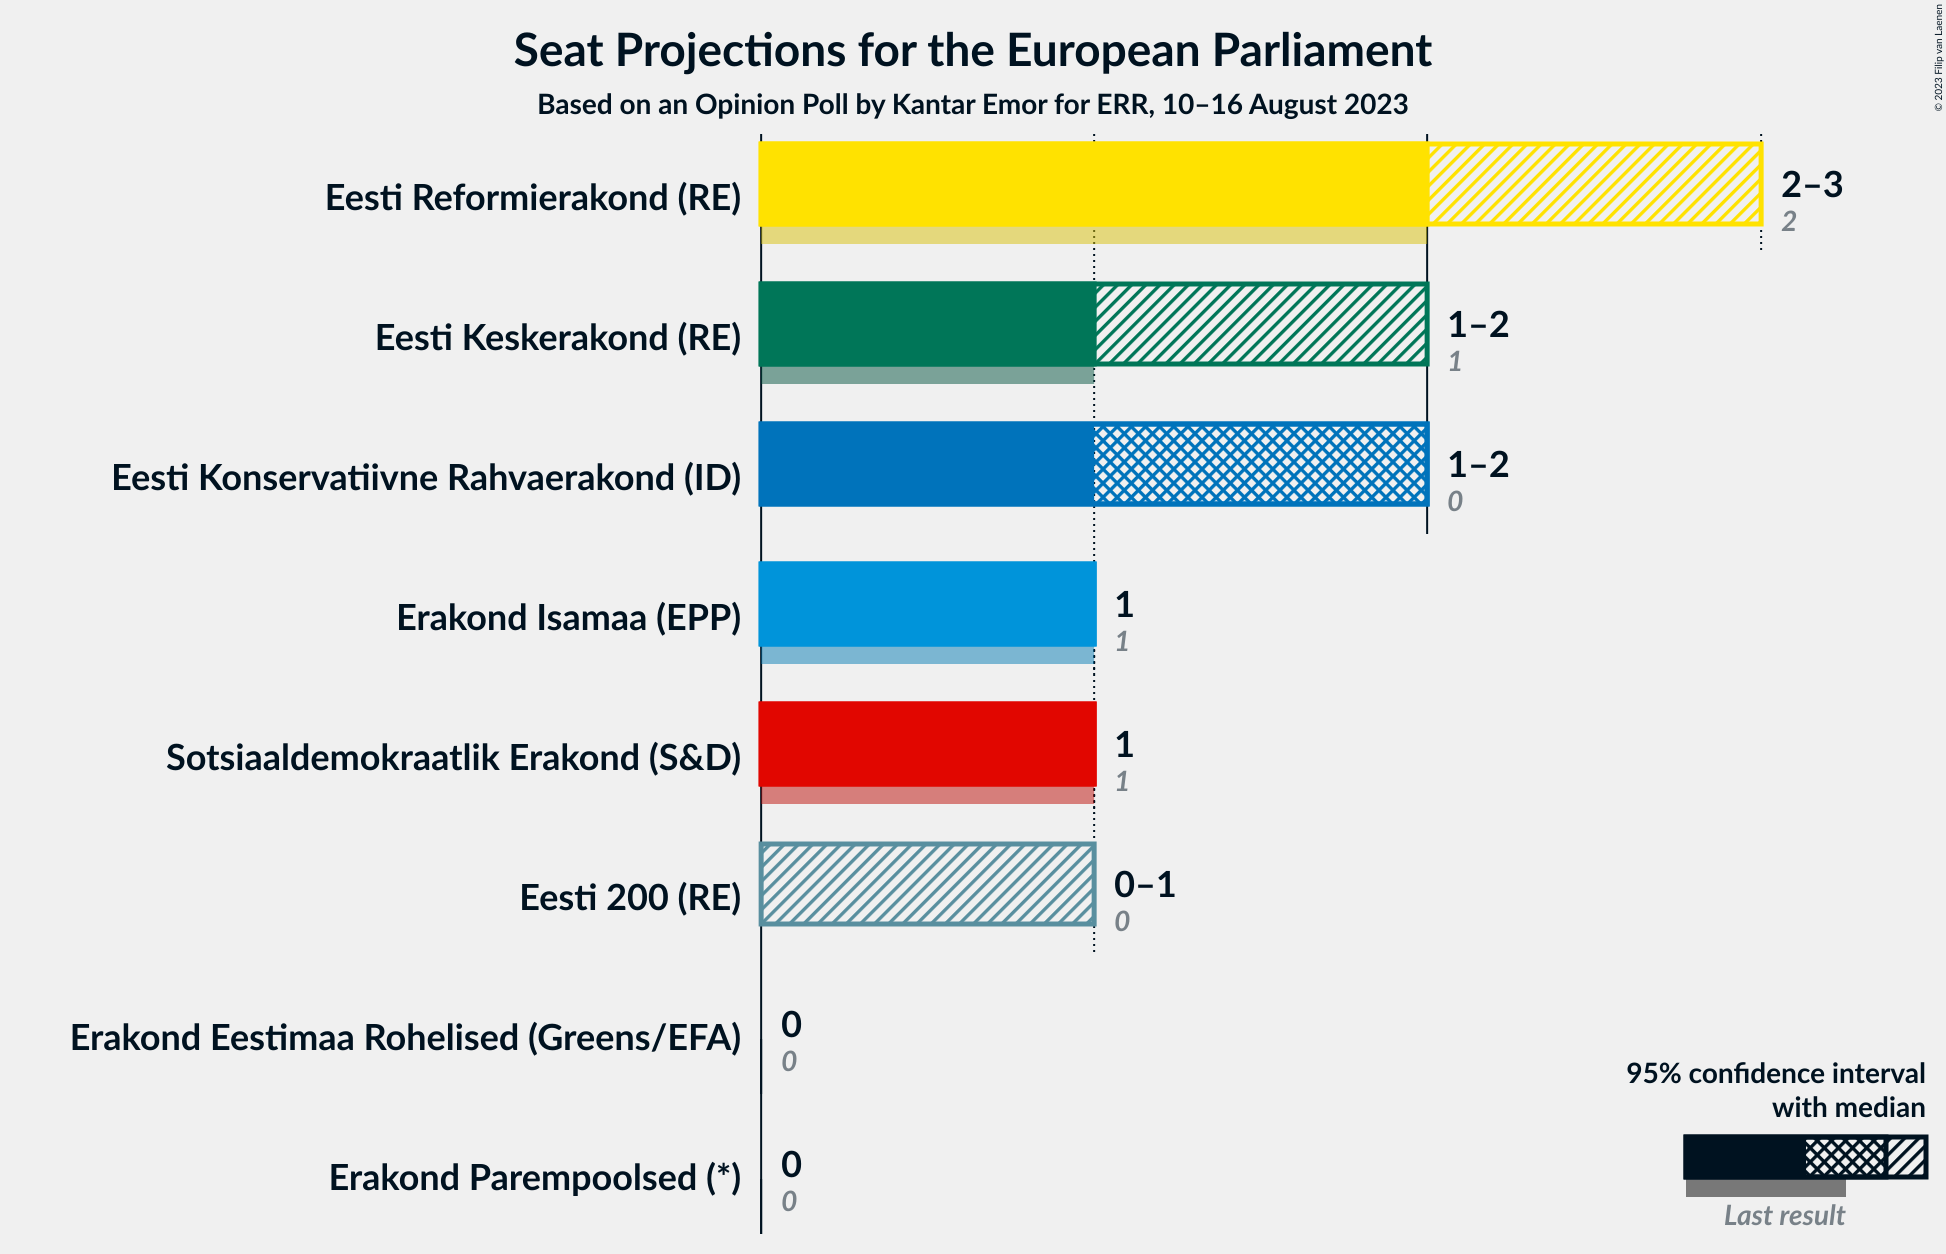 Seat Projections for the European Parliament
Based on an Opinion Poll by Kantar Emor for ERR, 10–16 August 2023
© 2023 Filip van Laenen
Eesti Reformierakond (RE)
2–3
2
Eesti Keskerakond (RE)
1–2
1
Eesti Konservatiivne Rahvaerakond (ID)
1–2
0
Erakond Isamaa (EPP)
1
1
Sotsiaaldemokraatlik Erakond (S&D)
1
1
Eesti 200 (RE)
0–1
0
Erakond Eestimaa Rohelised (Greens/EFA)
0
0
Erakond Parempoolsed (*)
0
0
95% confidence interval
with median
Last result